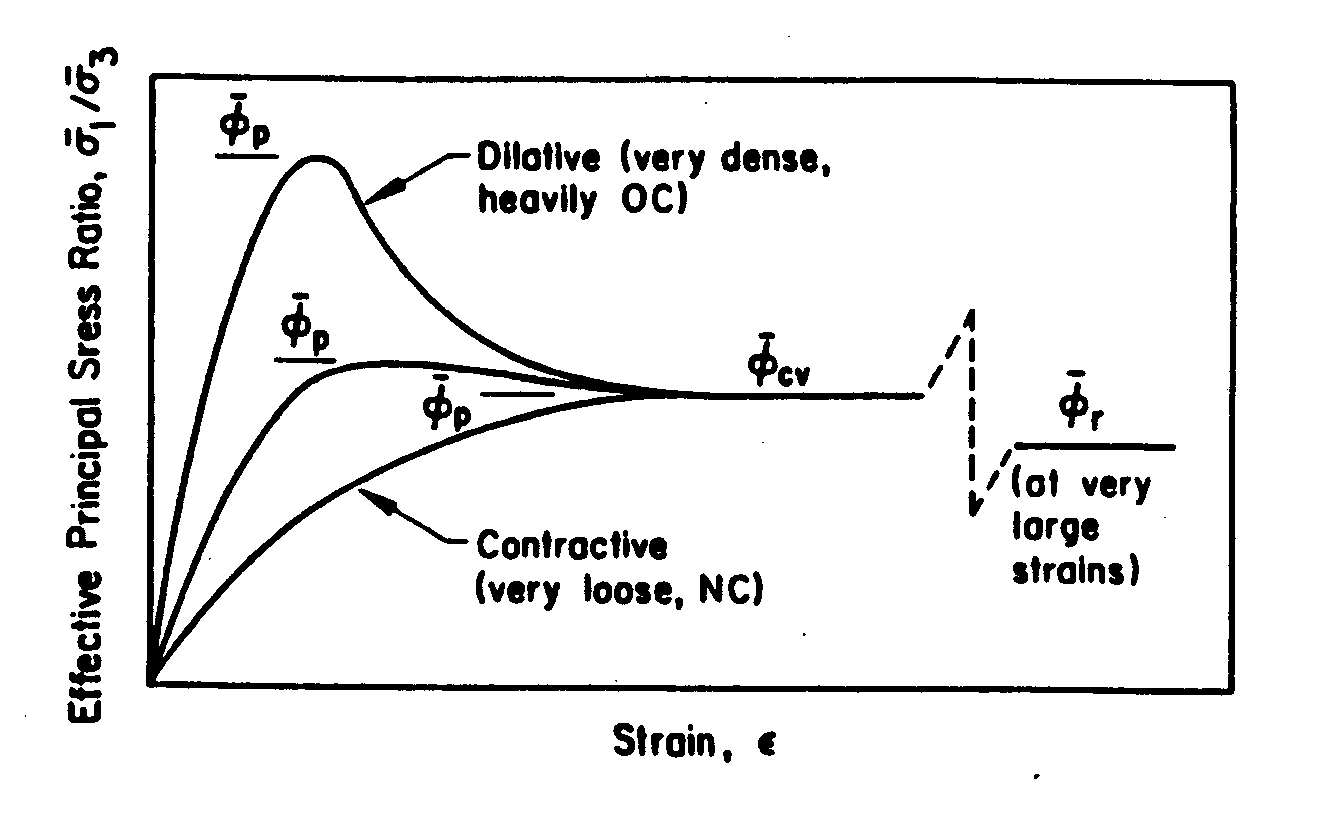 Effective Principal Sress Ratio, σ̄₁/σ̄₃
ϕ̄p
Dilative (very dense,
heavily OC)
ϕ̄p
ϕ̄p
ϕ̄cv
ϕ̄r
(at very
large
strains)
Contractive
(very loose, NC)
Strain, ϵ